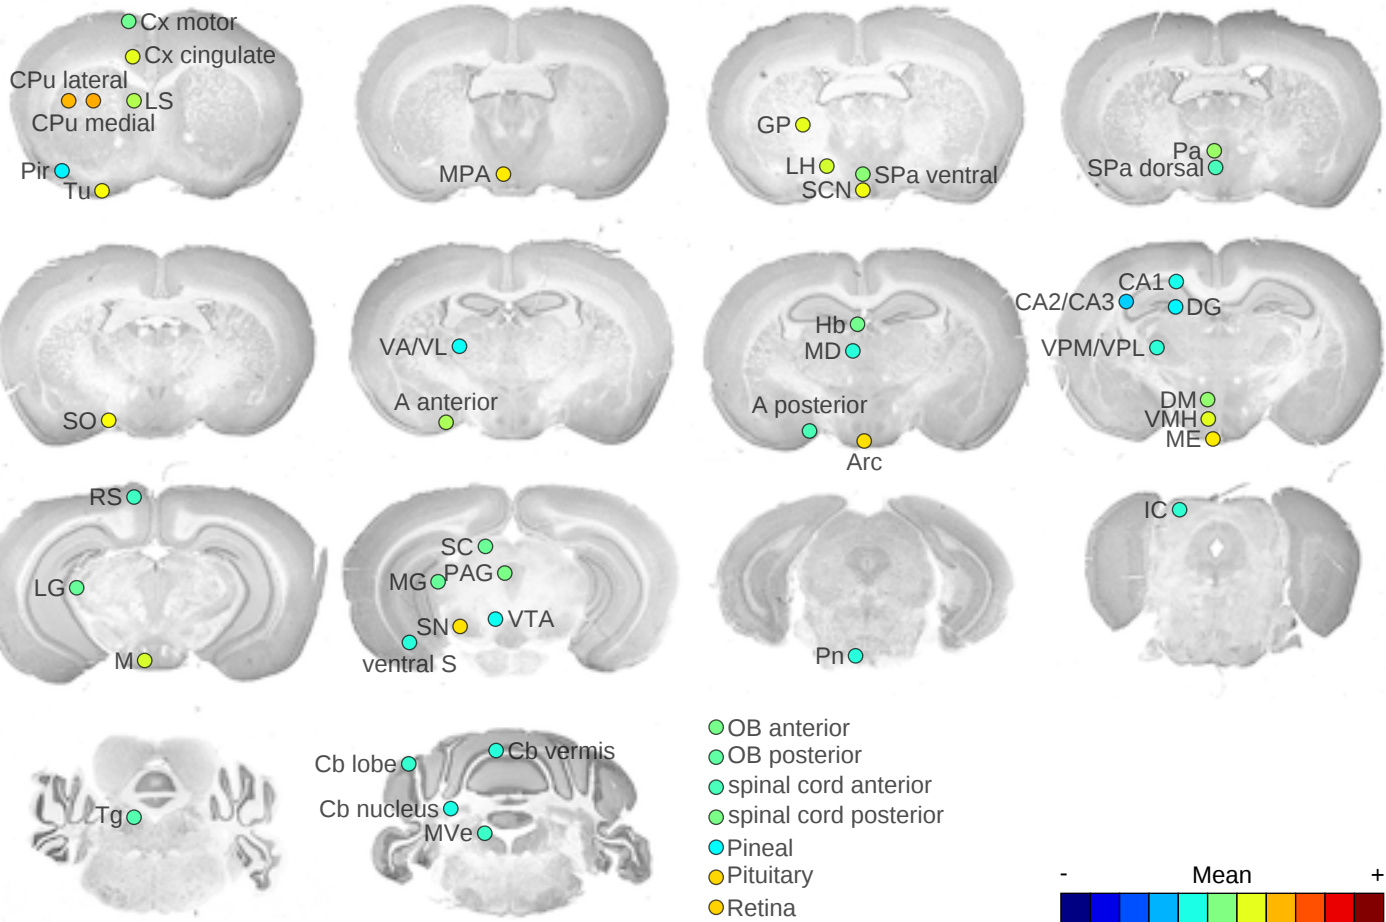 Cx motor
Cx cingulate
CPu lateral
LS
CPu medial
Pir
Tu
MPA
GP
LH
SPa ventral
SCN
Pa
SPa dorsal
SO
VA/VL
A anterior
Hb
MD
A posterior
Arc
CA1
CA2/CA3
DG
VPM/VPL
DM
VMH
ME
RS
LG
M
SC
PAG
MG
SN
VTA
ventral S
Pn
IC
Tg
Cb lobe
Cb vermis
Cb nucleus
MVe
OB anterior
OB posterior
spinal cord anterior
spinal cord posterior
Pineal
Pituitary
Retina
- Mean +